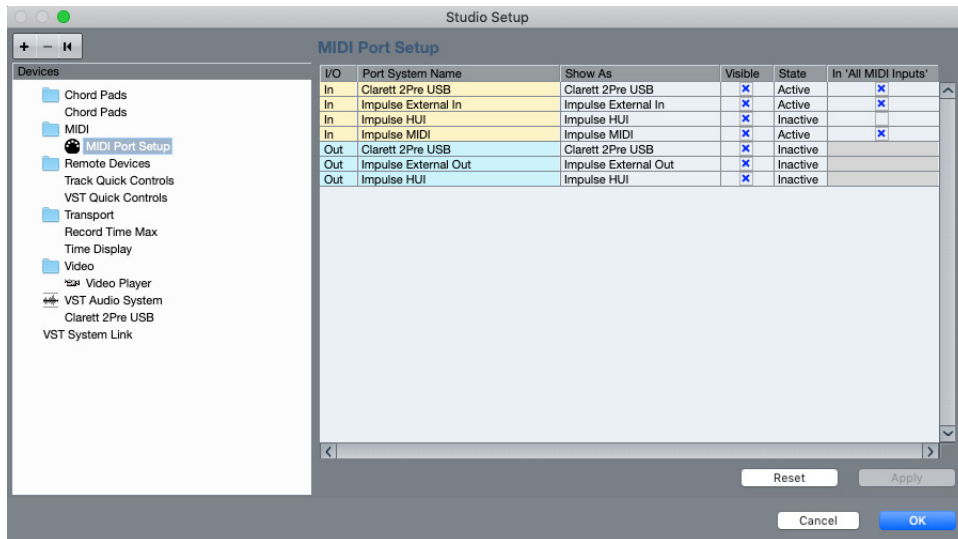 Studio Setup
+ −
Devices
Chord Pads
Chord Pads
MIDI
MIDI Port Setup
Remote Devices
Track Quick Controls
VST Quick Controls
Transport
Record Time Max
Time Display
Video
Video Player
VST Audio System
Clarett 2Pre USB
VST System Link
MIDI Port Setup
I/O Port System Name Show As Visible State In 'All MIDI Inputs'
In Clarett 2Pre USB Clarett 2Pre USB Active
In Impulse External In Impulse External In Active
In Impulse HUI Impulse HUI Inactive
In Impulse MIDI Impulse MIDI Active
Out Clarett 2Pre USB Clarett 2Pre USB Inactive
Out Impulse External Out Impulse External Out Inactive
Out Impulse HUI Impulse HUI Inactive
Reset Apply
Cancel OK